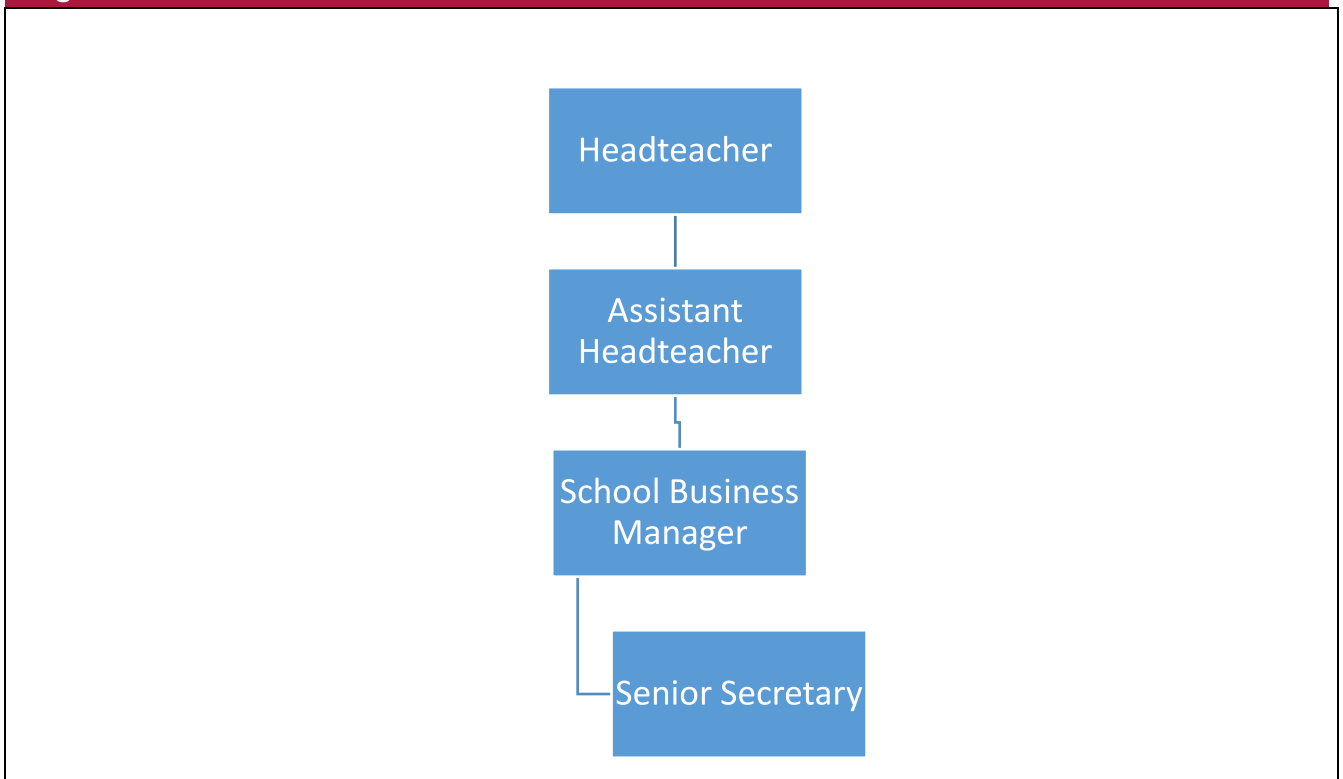 Headteacher
Assistant
Headteacher
School Business
Manager
Senior Secretary